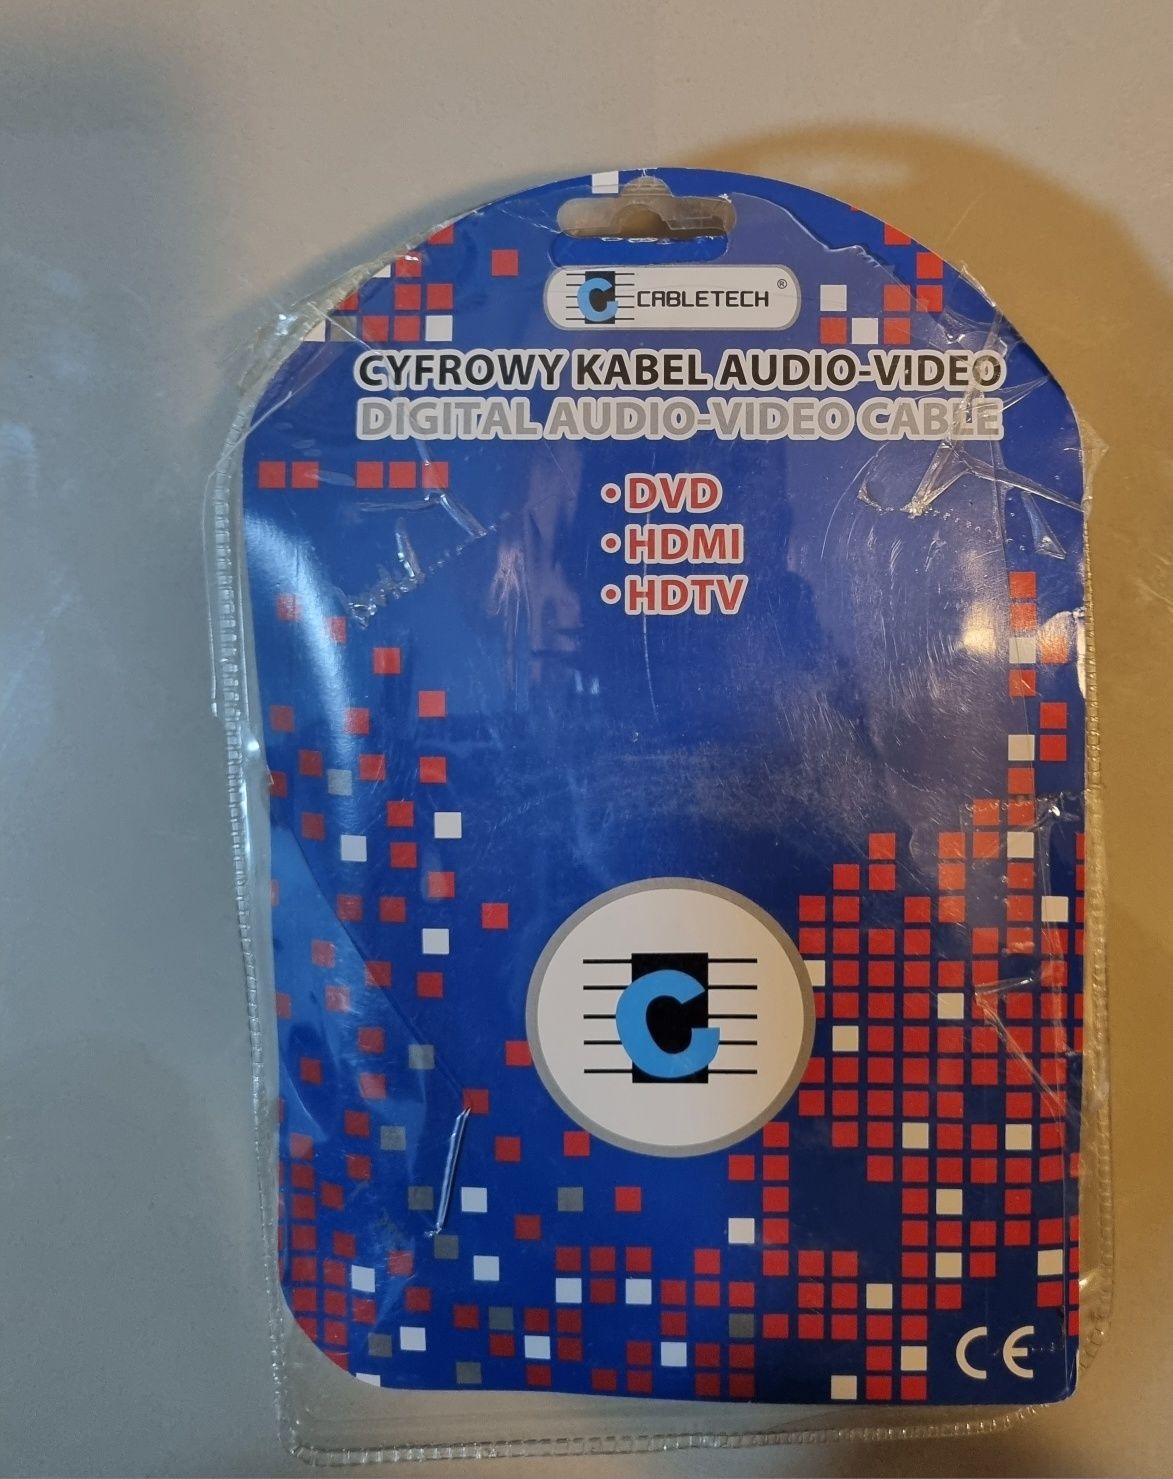 CABLETECH ®
CYFROWY KABEL AUDIO-VIDEO
DIGITAL AUDIO-VIDEO CABLE
•DVD
•HDMI
•HDTV
CE